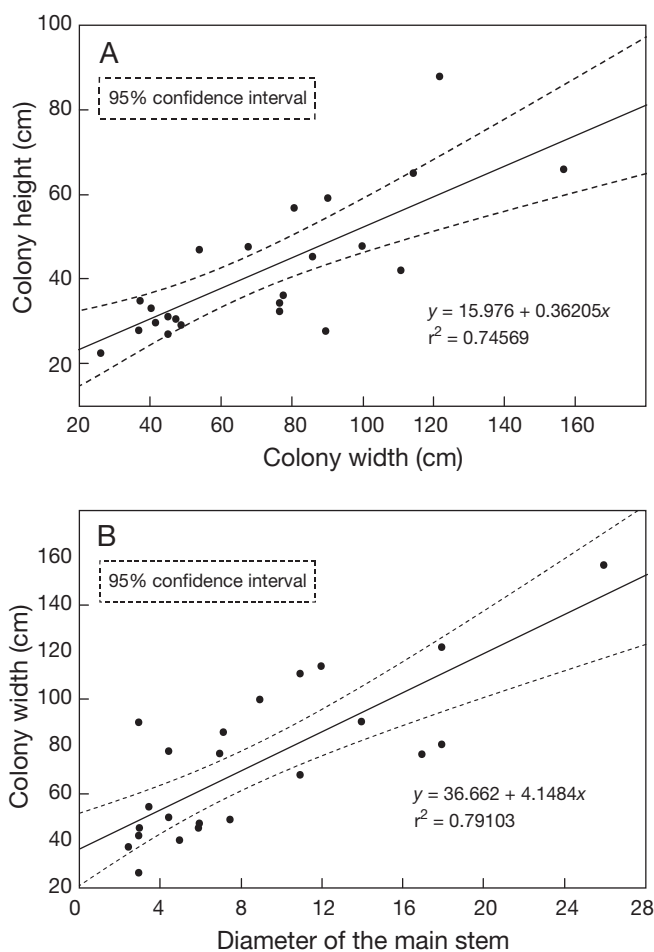 A
95% confidence interval
100
80
60
40
20
Colony height (cm)
y = 15.976 + 0.36205x
r² = 0.74569
20 40 60 80 100 120 140 160
Colony width (cm)
B
95% confidence interval
160
140
120
100
80
60
40
20
Colony width (cm)
y = 36.662 + 4.1484x
r² = 0.79103
0 4 8 12 16 20 24 28
Diameter of the main stem